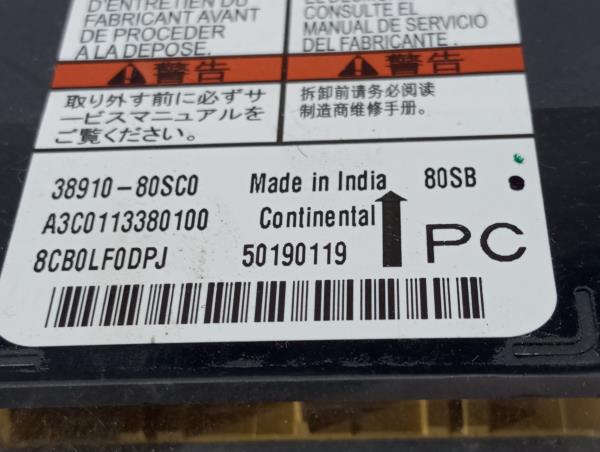 D'ENTRETIEN DU
FABRICANT AVANT
DE PROCEDER
A LA DEPOSE.
CONSULTE EL
MANUAL DE SERVICIO
DEL FABRICANTE.
警告
警告
取り外す前に必ずサ
ービスマニュアルを
ご覧ください。
拆卸前请务必阅读
制造商维修手册。
38910-80SC0 Made in India 80SB
A3C0113380100 Continental
8CB0LF0DPJ 50190119 PC